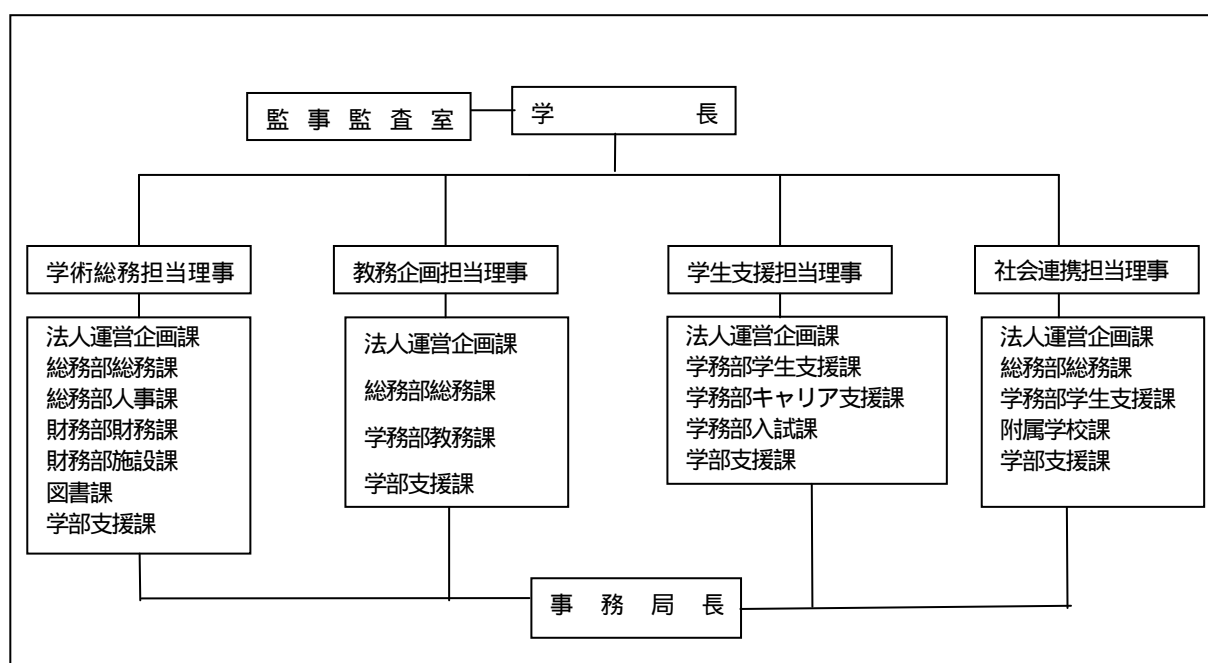 監事監査室
学長
学術総務担当理事
教務企画担当理事
学生支援担当理事
社会連携担当理事
法人運営企画課
総務部総務課
総務部人事課
財務部財務課
財務部施設課
図書課
学部支援課
法人運営企画課
総務部総務課
学務部教務課
学部支援課
法人運営企画課
学務部学生支援課
学務部キャリア支援課
学務部入試課
学部支援課
法人運営企画課
総務部総務課
学務部学生支援課
附属学校課
学部支援課
事務局長